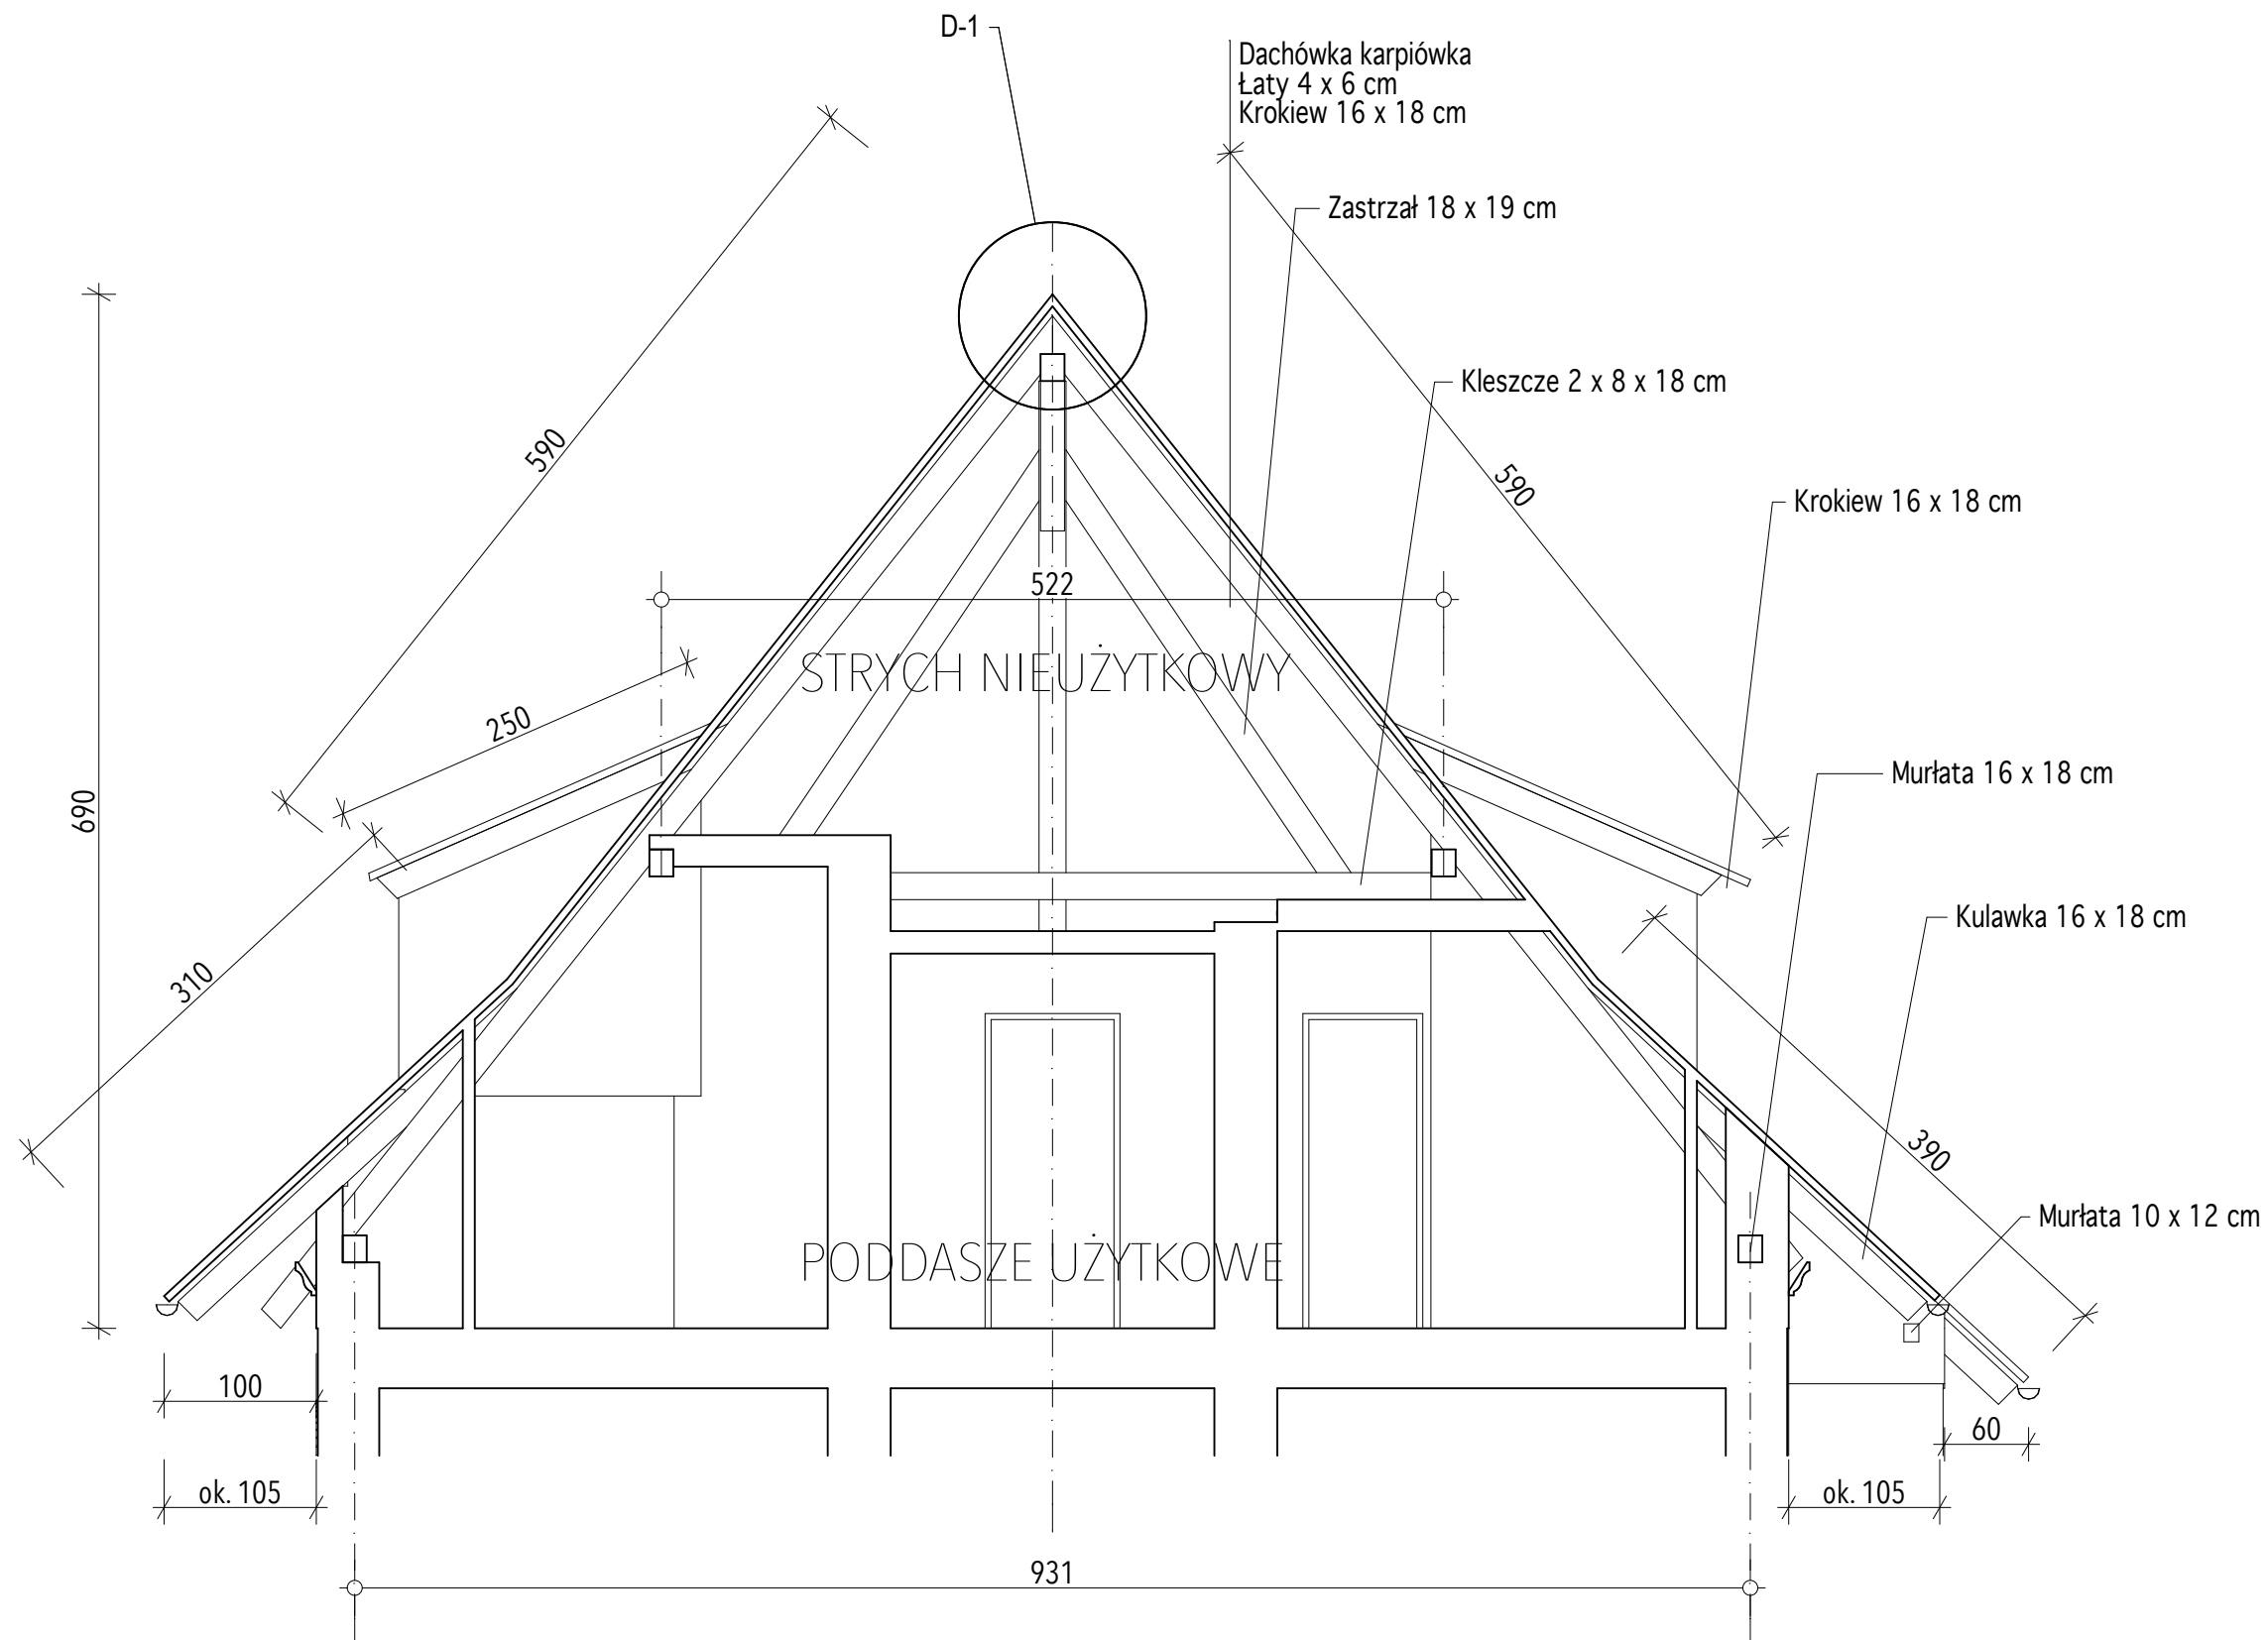 D-1
Dachówka karpiówka
Łaty 4 x 6 cm
Krokiew 16 x 18 cm
Zastrzał 18 x 19 cm
Kleszcze 2 x 8 x 18 cm
590
590
Krokiew 16 x 18 cm
522
STRYCH NIEUŻYTKOWY
250
690
Murłata 16 x 18 cm
Kulawka 16 x 18 cm
310
390
Murłata 10 x 12 cm
PODDASZE UŻYTKOWE
100
60
ok. 105
ok. 105
931